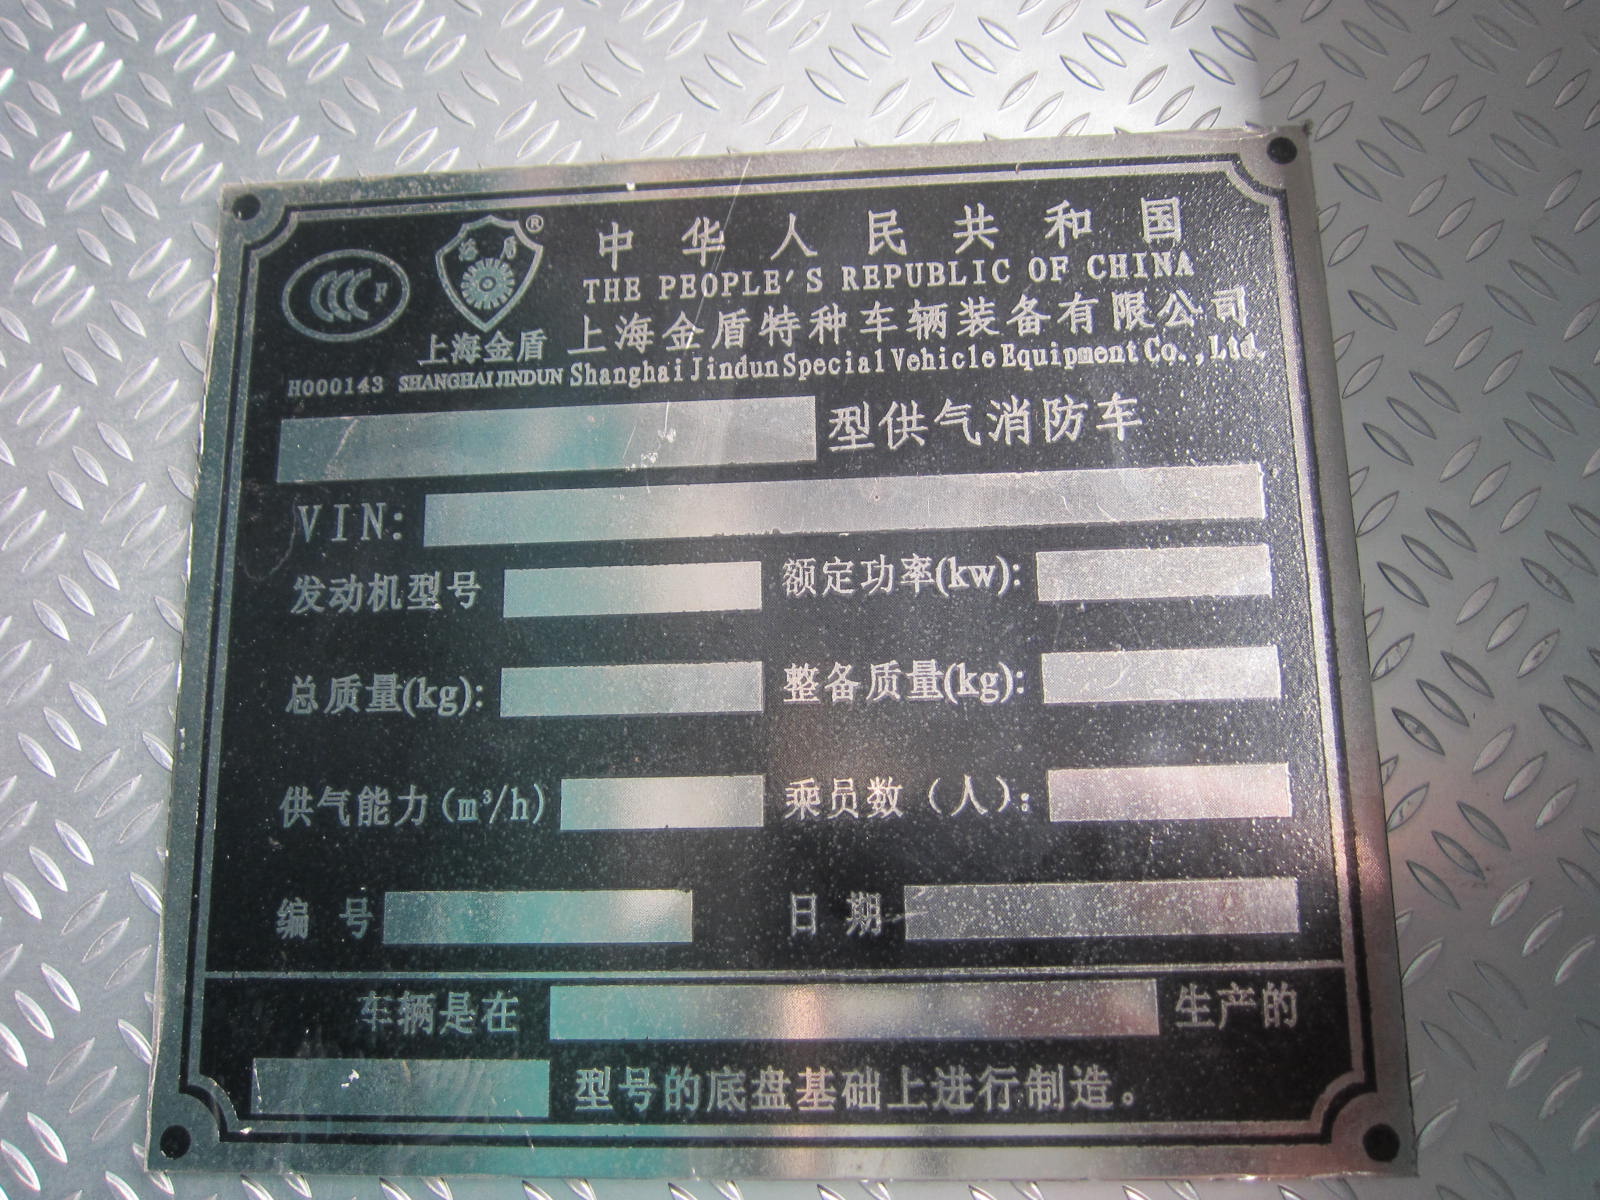 中华人民共和国
THE PEOPLE'S REPUBLIC OF CHINA
CCC F
金盾 ®
上海金盾
上海金盾特种车辆装备有限公司
H000143 SHANGHAI JINDUN Shanghai Jindun Special Vehicle Equipment Co., Ltd.
型供气消防车
VIN:
发动机型号 额定功率(kw):
总质量(kg): 整备质量(kg):
供气能力(m³/h) 乘员数(人):
编号 日期
车辆是在 生产的
型号的底盘基础上进行制造。